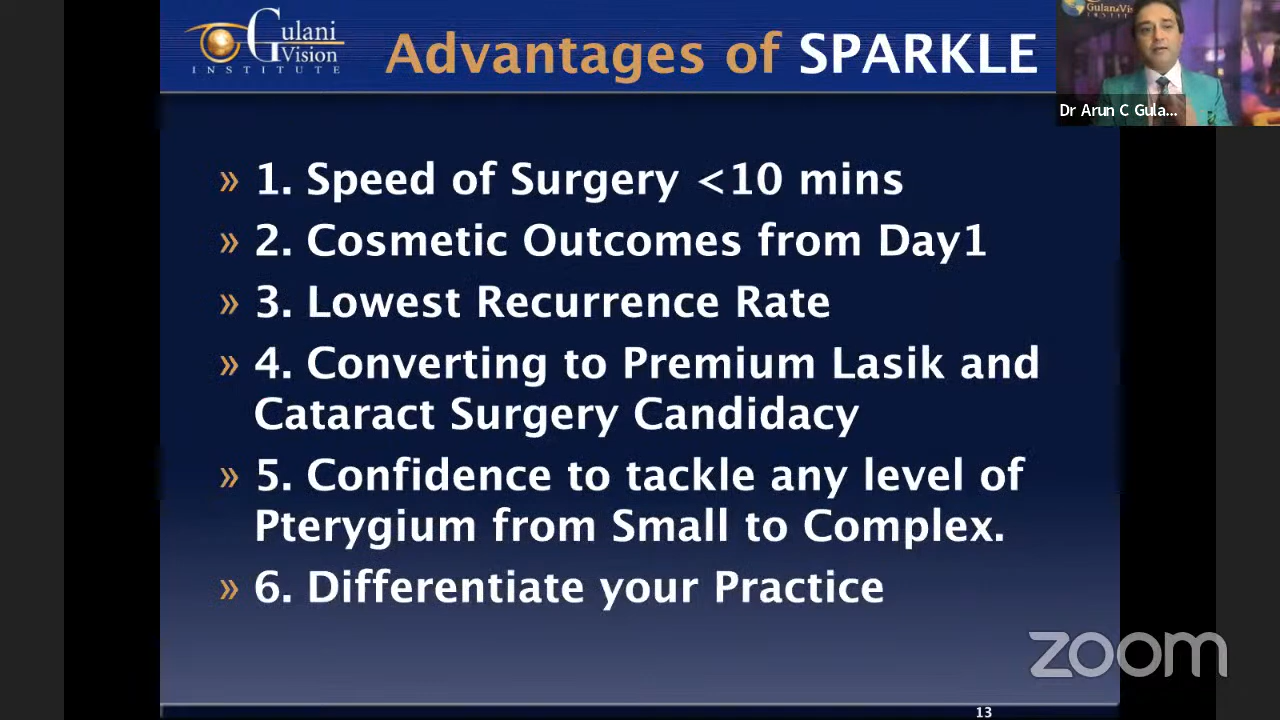 Gulani
Vision
INSTITUTE
Advantages of SPARKLE
Dr Arun C Gula...
» 1. Speed of Surgery <10 mins
» 2. Cosmetic Outcomes from Day1
» 3. Lowest Recurrence Rate
» 4. Converting to Premium Lasik and
Cataract Surgery Candidacy
» 5. Confidence to tackle any level of
Pterygium from Small to Complex.
» 6. Differentiate your Practice
zoom
13